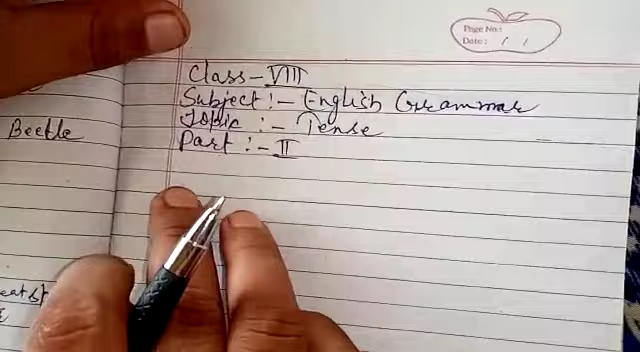 Page No.:
Date: / /
Class - VIII
Subject :- English Grammar
Topic :- Tense
Part :- II
Beetle